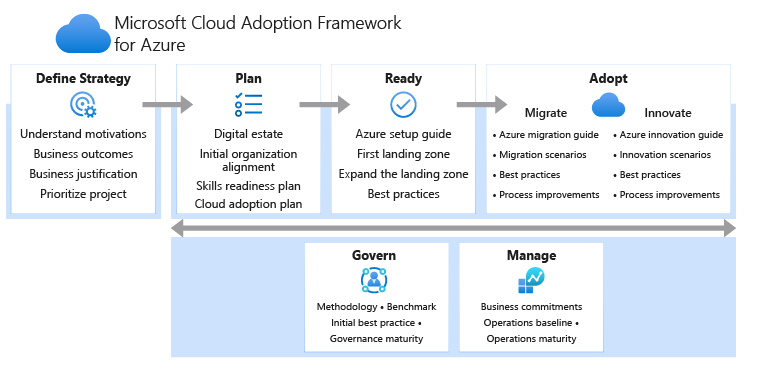 Microsoft Cloud Adoption Framework
for Azure
Define Strategy
Understand motivations
Business outcomes
Business justification
Prioritize project
Plan
Digital estate
Initial organization
alignment
Skills readiness plan
Cloud adoption plan
Ready
Azure setup guide
First landing zone
Expand the landing zone
Best practices
Adopt
Migrate
• Azure migration guide
• Migration scenarios
• Best practices
• Process improvements
Innovate
• Azure innovation guide
• Innovation scenarios
• Best practices
• Process improvements
Govern
Methodology • Benchmark
Initial best practice •
Governance maturity
Manage
Business commitments
Operations baseline •
Operations maturity